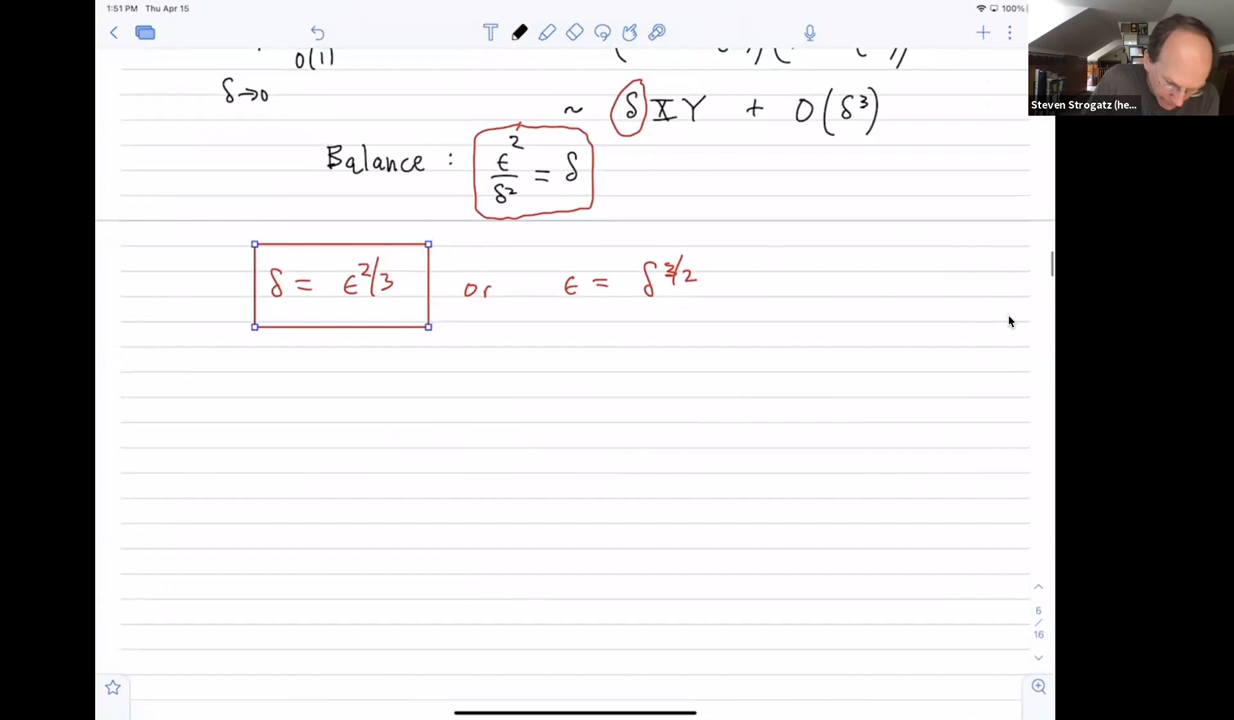 1:51 PM Thu Apr 15
100%
T
O(1)
δ→0
~ δ X Y + O(δ³)
Balance : ε²/δ² = δ
δ = ε^2/3 or ε = δ^3/2
6
/
16
Steven Strogatz (he...